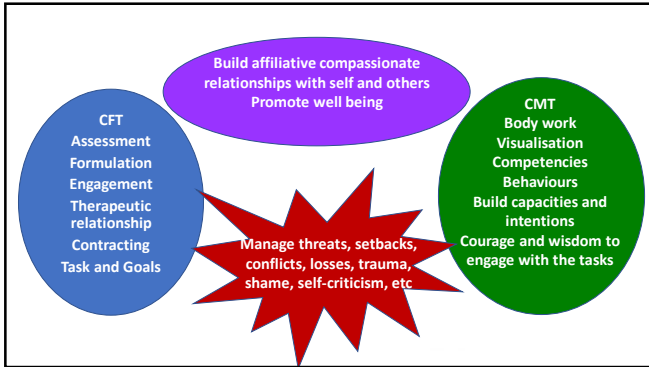 Build affiliative compassionate
relationships with self and others
Promote well being
CFT
Assessment
Formulation
Engagement
Therapeutic
relationship
Contracting
Task and Goals
Manage threats, setbacks,
conflicts, losses, trauma,
shame, self-criticism, etc
CMT
Body work
Visualisation
Competencies
Behaviours
Build capacities and
intentions
Courage and wisdom to
engage with the tasks